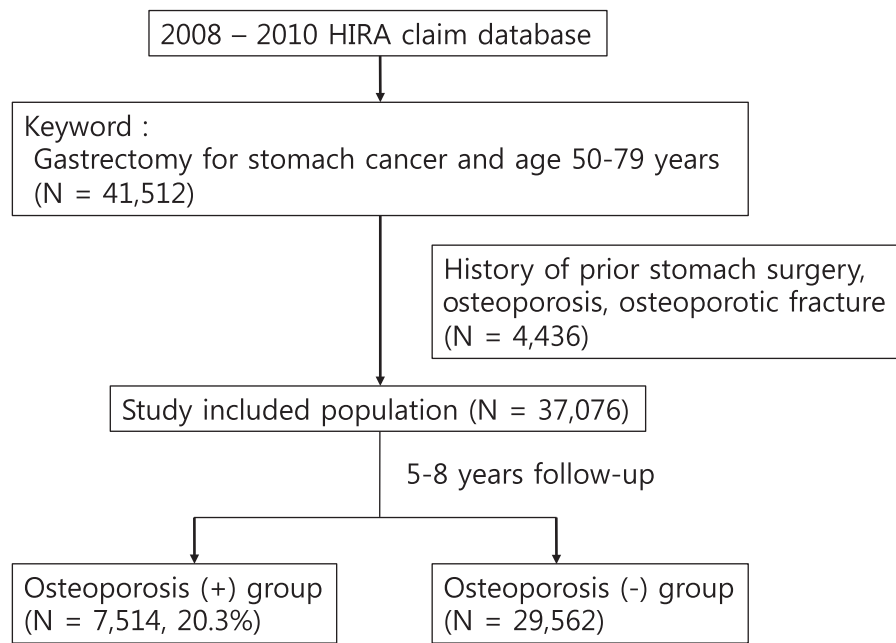 2008 – 2010 HIRA claim database
Keyword :
Gastrectomy for stomach cancer and age 50-79 years
(N = 41,512)
History of prior stomach surgery,
osteoporosis, osteoporotic fracture
(N = 4,436)
Study included population (N = 37,076)
5-8 years follow-up
Osteoporosis (+) group
(N = 7,514, 20.3%)
Osteoporosis (-) group
(N = 29,562)